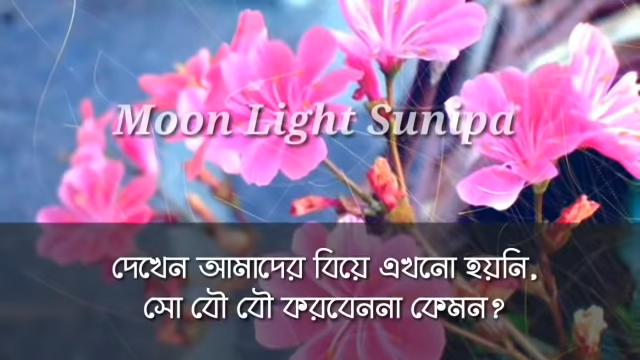 Moon Light Sunipa
দেখেন আমাদের বিয়ে এখনো হয়নি,
সো বৌ বৌ করবেননা কেমন?